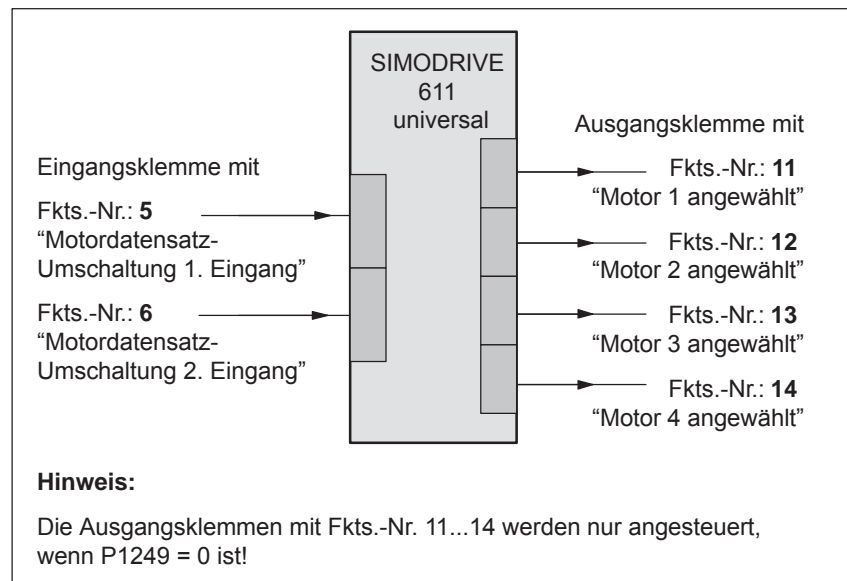 SIMODRIVE
611
universal
Eingangsklemme mit
Fkts.-Nr.: 5
“Motordatensatz-
Umschaltung 1. Eingang”
Fkts.-Nr.: 6
“Motordatensatz-
Umschaltung 2. Eingang”
Ausgangsklemme mit
Fkts.-Nr.: 11
“Motor 1 angewählt”
Fkts.-Nr.: 12
“Motor 2 angewählt”
Fkts.-Nr.: 13
“Motor 3 angewählt”
Fkts.-Nr.: 14
“Motor 4 angewählt”
Hinweis:
Die Ausgangsklemmen mit Fkts.-Nr. 11...14 werden nur angesteuert,
wenn P1249 = 0 ist!